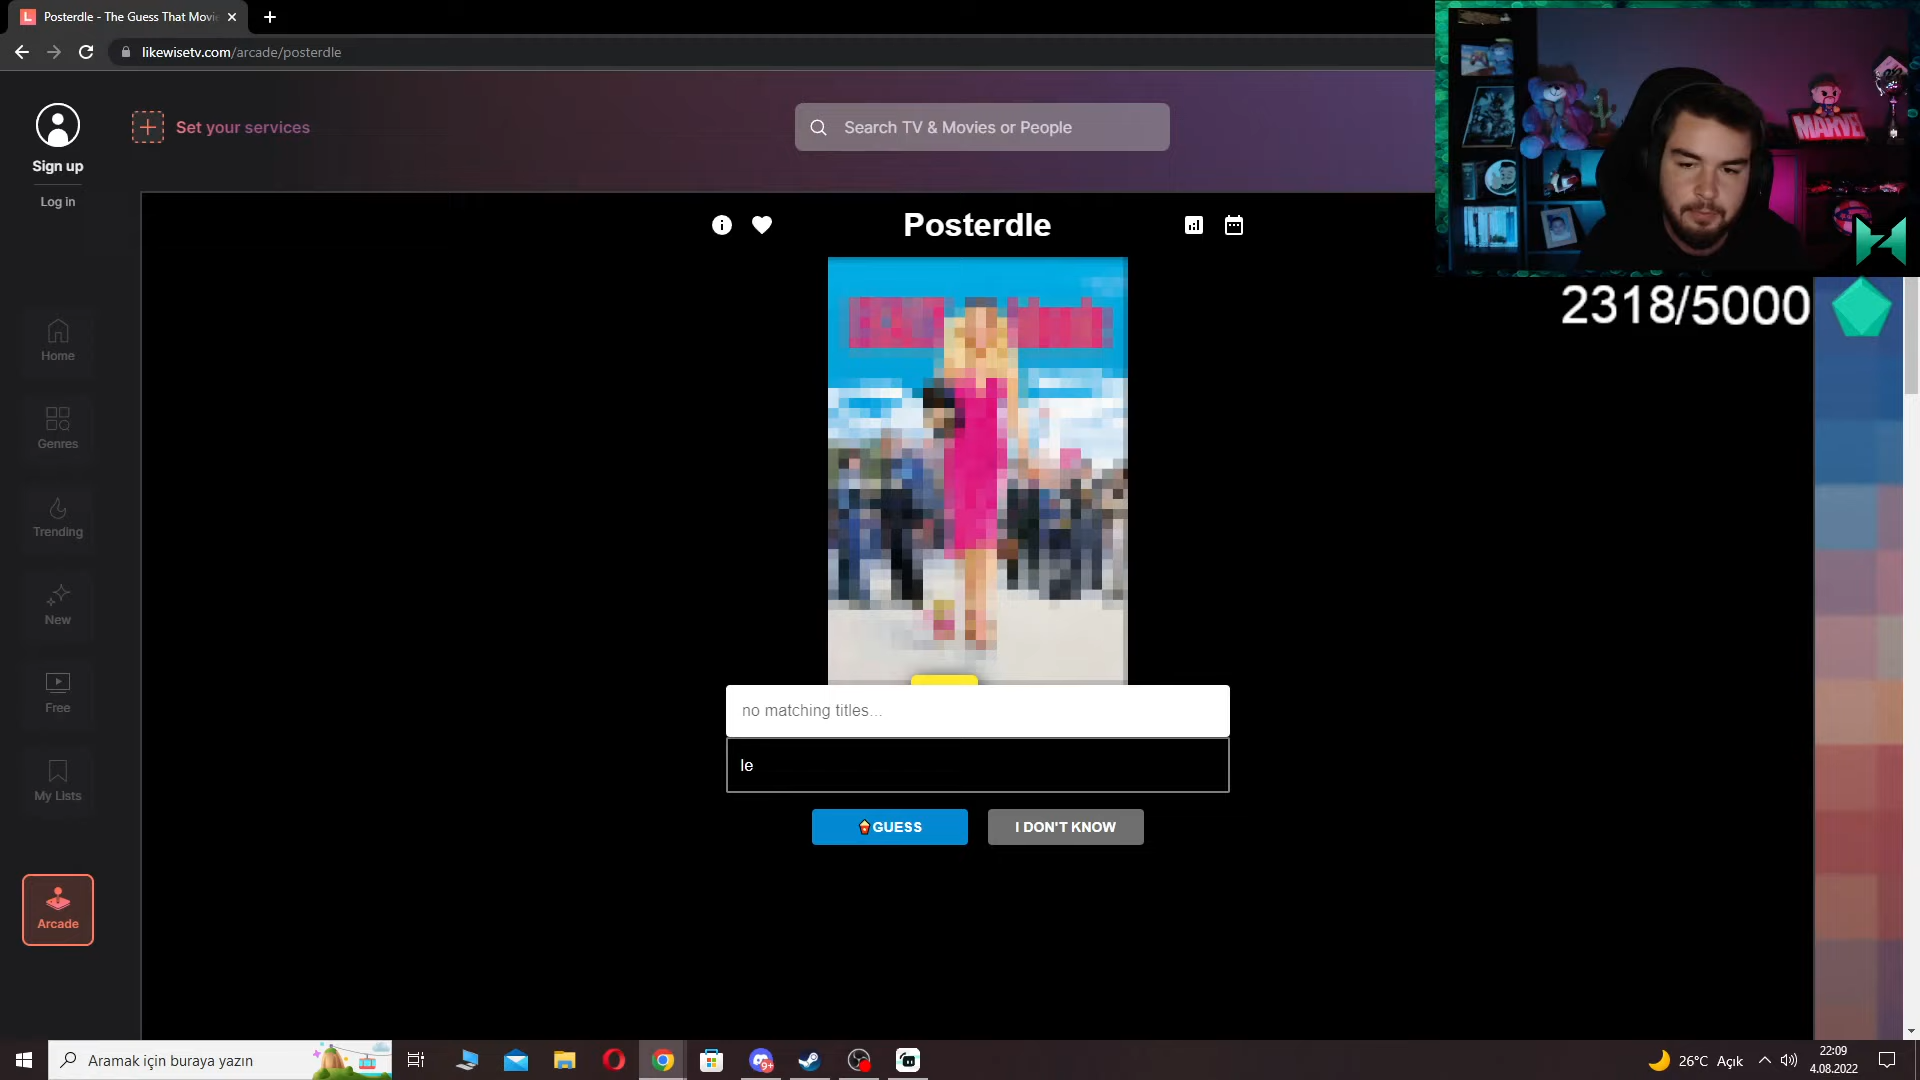 Posterdle - The Guess That Movie
likewisetv.com/arcade/posterdle
Sign up
Log in
Set your services
Search TV & Movies or People
MARVEL
Posterdle
2318/5000
Home
Genres
Trending
New
Free
My Lists
Arcade
no matching titles...
le
GUESS
I DON'T KNOW
Aramak için buraya yazın
9+
26°C Açık
22:09
4.08.2022